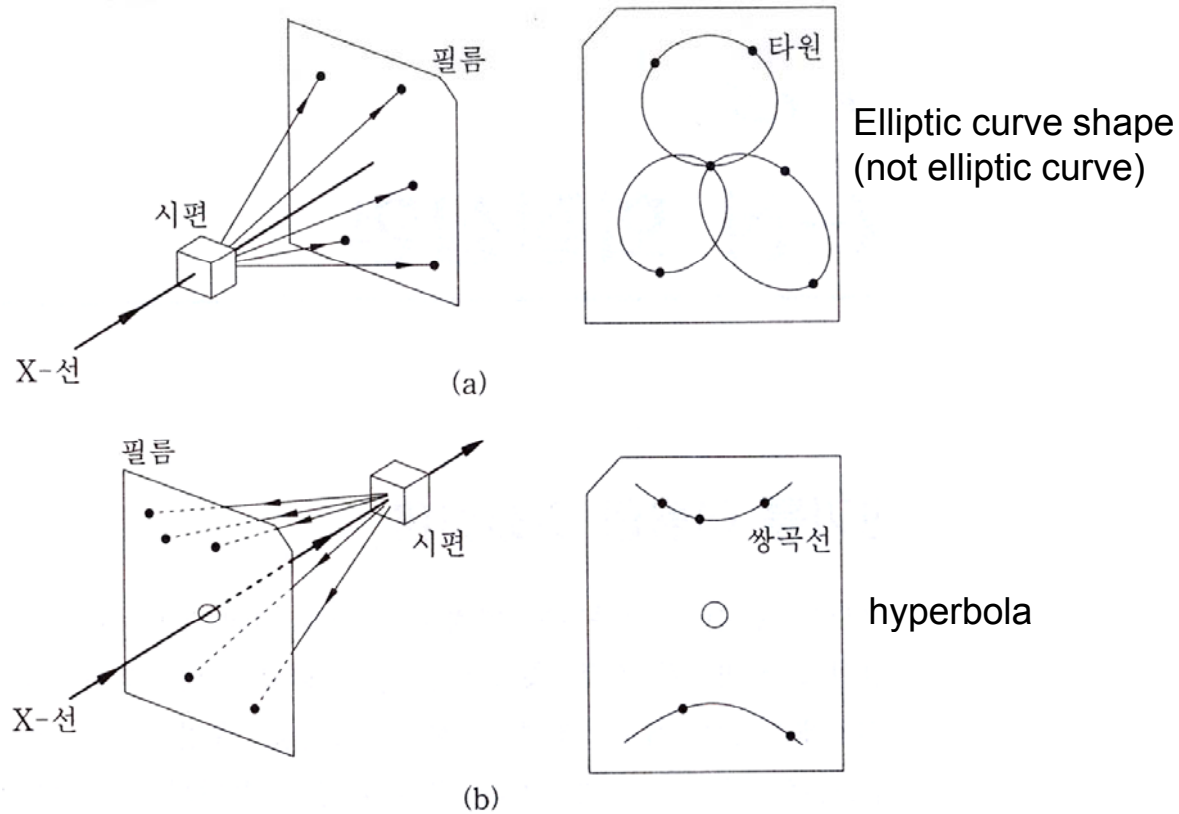 필름
타원
Elliptic curve shape
(not elliptic curve)
시편
X-선
(a)
필름
시편
쌍곡선
hyperbola
X-선
(b)